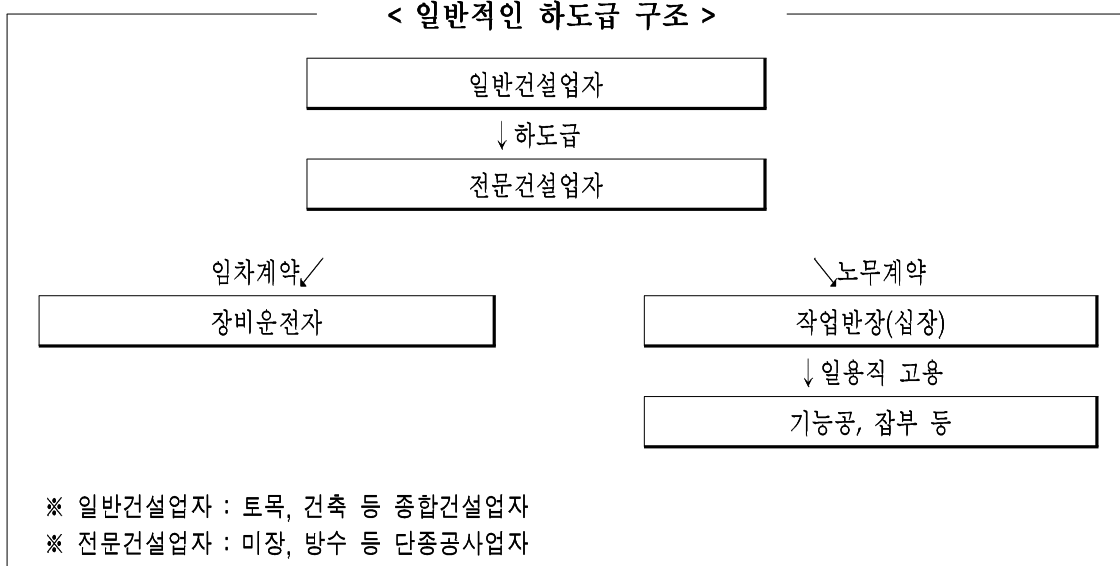 < 일반적인 하도급 구조 >
일반건설업자
↓하도급
전문건설업자
임차계약↙ ↘노무계약
장비운전자 작업반장(십장)
↓일용직 고용
기능공, 잡부 등
※ 일반건설업자 : 토목, 건축 등 종합건설업자
※ 전문건설업자 : 미장, 방수 등 단종공사업자